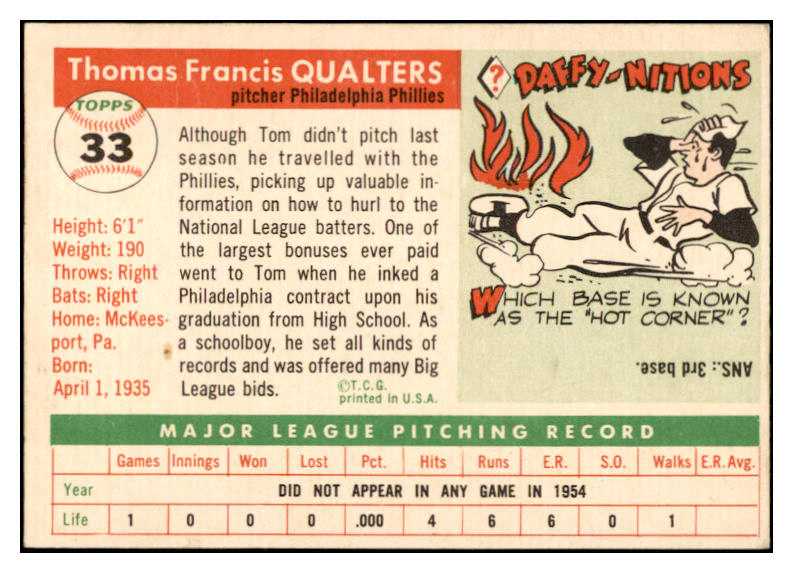 Thomas Francis QUALTERS
pitcher Philadelphia Phillies
TOPPS
33
Height: 6'1"
Weight: 190
Throws: Right
Bats: Right
Home: McKees-
port, Pa.
Born:
April 1, 1935
Although Tom didn't pitch last
season he travelled with the
Phillies, picking up valuable in-
formation on how to hurl to the
National League batters. One of
the largest bonuses ever paid
went to Tom when he inked a
Philadelphia contract upon his
graduation from High School. As
a schoolboy, he set all kinds of
records and was offered many Big
League bids.
©T.C.G.
printed in U.S.A.
?
DAFFY-NITIONS
WHICH BASE IS KNOWN
AS THE "HOT CORNER"?
ANS.: 3rd base.
MAJOR LEAGUE PITCHING RECORD
Games Innings Won Lost Pct. Hits Runs E.R. S.O. Walks E.R.Avg.
Year DID NOT APPEAR IN ANY GAME IN 1954
Life 1 0 0 0 .000 4 6 6 0 1